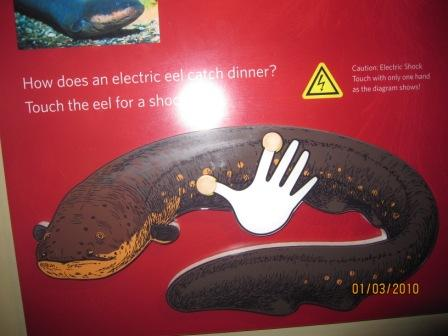 How does an electric eel catch dinner?
Touch the eel for a shock
Caution: Electric Shock
Touch with only one hand
as the diagram shows!
01/03/2010